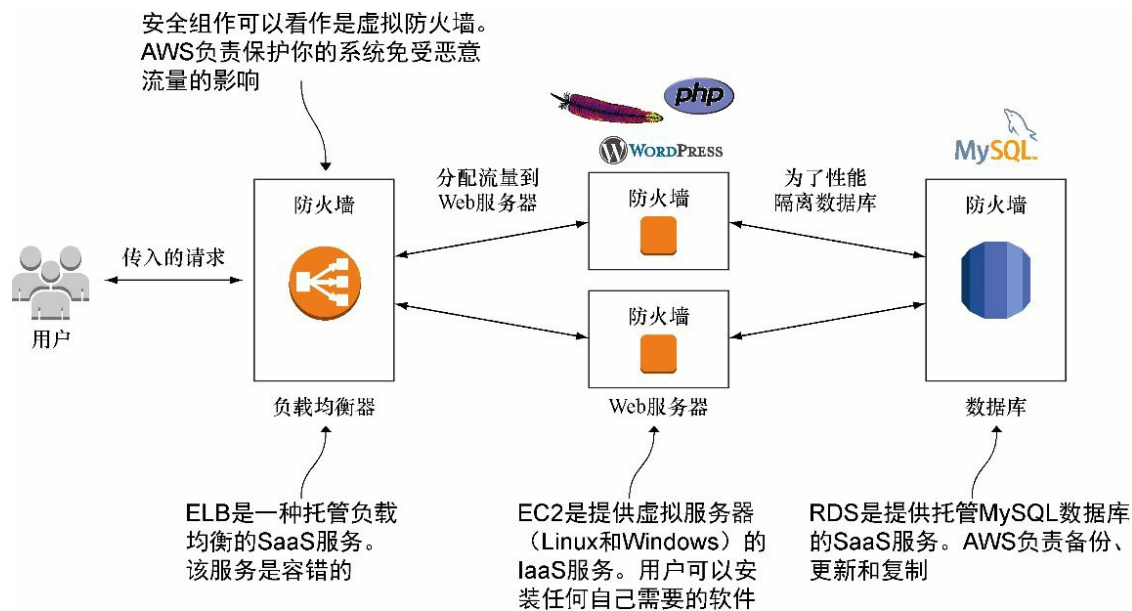 安全组作可以看作是虚拟防火墙。
AWS负责保护你的系统免受恶意
流量的影响
php
WORDPRESS
MySQL
分配流量到
Web服务器
为了性能
隔离数据库
防火墙
防火墙
防火墙
传入的请求
防火墙
用户
负载均衡器
Web服务器
数据库
ELB是一种托管负载
均衡的SaaS服务。
该服务是容错的
EC2是提供虚拟服务器
（Linux和Windows）的
IaaS服务。用户可以安
装任何自己需要的软件
RDS是提供托管MySQL数据库
的SaaS服务。AWS负责备份、
更新和复制